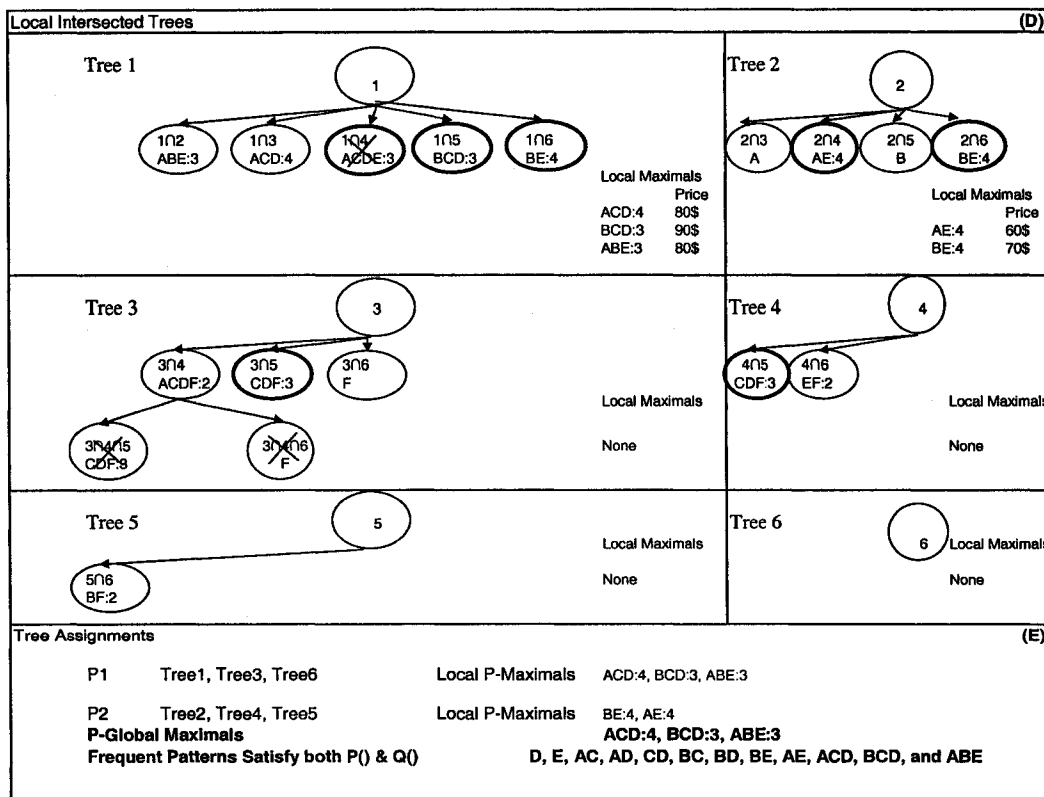 Local Intersected Trees (D)
Tree 1
1
1∩2
ABE:3
1∩3
ACD:4
1∩4
ACDE:3
1∩5
BCD:3
1∩6
BE:4
Local Maximals
Price
ACD:4 80$
BCD:3 90$
ABE:3 80$
Tree 2
2
2∩3
A
2∩4
AE:4
2∩5
B
2∩6
BE:4
Local Maximals
Price
AE:4 60$
BE:4 70$
Tree 3
3
3∩4
ACDF:2
3∩5
CDF:3
3∩6
F
3∩4∩5
CDF:3
3∩4∩6
F
Local Maximals
None
Tree 4
4
4∩5
CDF:3
4∩6
EF:2
Local Maximals
None
Tree 5
5
5∩6
BF:2
Local Maximals
None
Tree 6
6
Local Maximals
None
Tree Assignments (E)
P1 Tree1, Tree3, Tree6 Local P-Maximals ACD:4, BCD:3, ABE:3
P2 Tree2, Tree4, Tree5 Local P-Maximals BE:4, AE:4
P-Global Maximals ACD:4, BCD:3, ABE:3
Frequent Patterns Satisfy both P() & Q() D, E, AC, AD, CD, BC, BD, BE, AE, ACD, BCD, and ABE